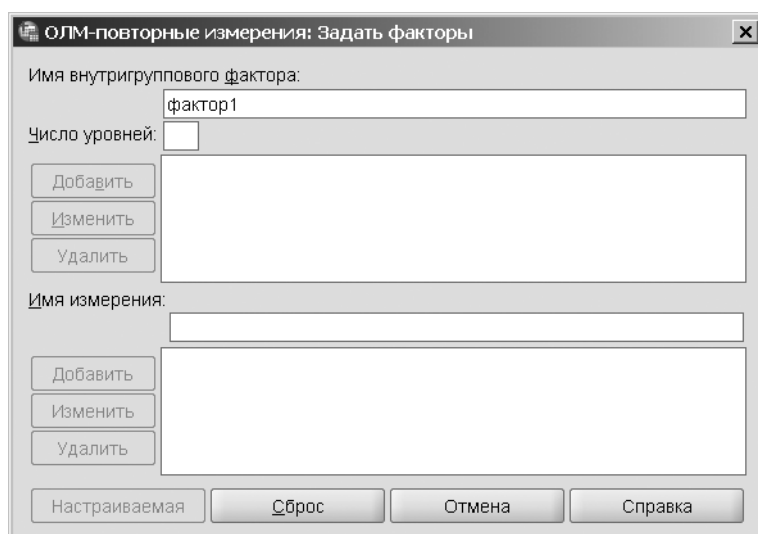 ОЛМ-повторные измерения: Задать факторы
Имя внутригруппового фактора:
фактор1
Число уровней:
Добавить
Изменить
Удалить
Имя измерения:
Добавить
Изменить
Удалить
Настраиваемая Сброс Отмена Справка